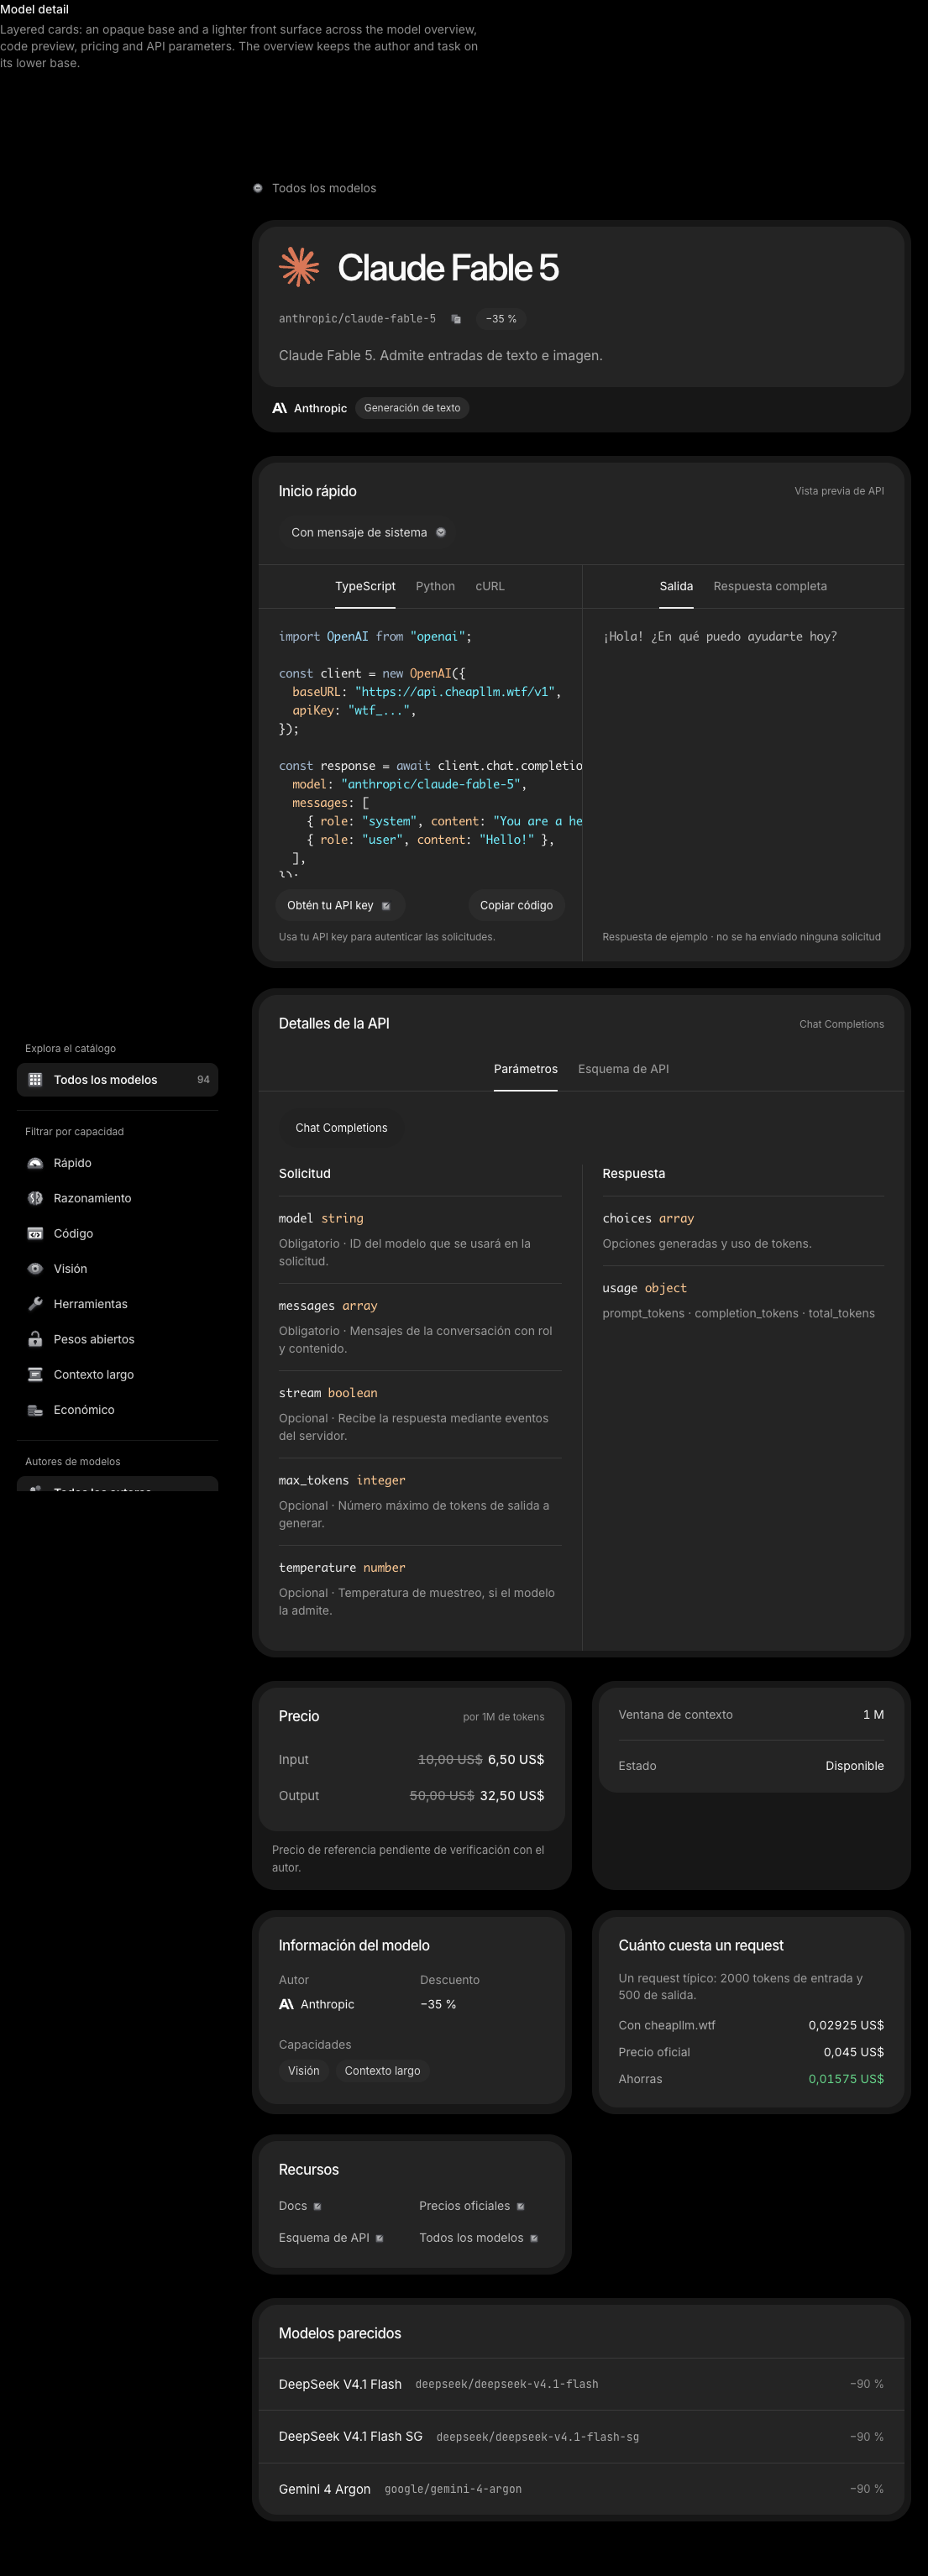 Model detail
Layered cards: an opaque base and a lighter front surface across the model overview,
code preview, pricing and API parameters. The overview keeps the author and task on
its lower base.
Todos los modelos
Claude Fable 5
anthropic/claude-fable-5
−35 %
Claude Fable 5. Admite entradas de texto e imagen.
Anthropic
Generación de texto
Inicio rápido
Vista previa de API
Con mensaje de sistema
TypeScript
Python
cURL
Salida
Respuesta completa
import OpenAI from "openai";
const client = new OpenAI({
baseURL: "https://api.cheapllm.wtf/v1",
apiKey: "wtf_...",
});
const response = await client.chat.completio
model: "anthropic/claude-fable-5",
messages: [
{ role: "system", content: "You are a he
{ role: "user", content: "Hello!" },
],
});
¡Hola! ¿En qué puedo ayudarte hoy?
Obtén tu API key
Copiar código
Usa tu API key para autenticar las solicitudes.
Respuesta de ejemplo · no se ha enviado ninguna solicitud
Explora el catálogo
Todos los modelos
94
Filtrar por capacidad
Rápido
Razonamiento
Código
Visión
Herramientas
Pesos abiertos
Contexto largo
Económico
Autores de modelos
Todos los autores
Detalles de la API
Chat Completions
Parámetros
Esquema de API
Chat Completions
Solicitud
model string
Obligatorio · ID del modelo que se usará en la
solicitud.
messages array
Obligatorio · Mensajes de la conversación con rol
y contenido.
stream boolean
Opcional · Recibe la respuesta mediante eventos
del servidor.
max_tokens integer
Opcional · Número máximo de tokens de salida a
generar.
temperature number
Opcional · Temperatura de muestreo, si el modelo
la admite.
Respuesta
choices array
Opciones generadas y uso de tokens.
usage object
prompt_tokens · completion_tokens · total_tokens
Precio
por 1M de tokens
Input
10,00 US$ 6,50 US$
Output
50,00 US$ 32,50 US$
Precio de referencia pendiente de verificación con el
autor.
Ventana de contexto
1 M
Estado
Disponible
Información del modelo
Autor
Descuento
Anthropic
−35 %
Capacidades
Visión
Contexto largo
Cuánto cuesta un request
Un request típico: 2000 tokens de entrada y
500 de salida.
Con cheapllm.wtf
0,02925 US$
Precio oficial
0,045 US$
Ahorras
0,01575 US$
Recursos
Docs
Precios oficiales
Esquema de API
Todos los modelos
Modelos parecidos
DeepSeek V4.1 Flash
deepseek/deepseek-v4.1-flash
−90 %
DeepSeek V4.1 Flash SG
deepseek/deepseek-v4.1-flash-sg
−90 %
Gemini 4 Argon
google/gemini-4-argon
−90 %